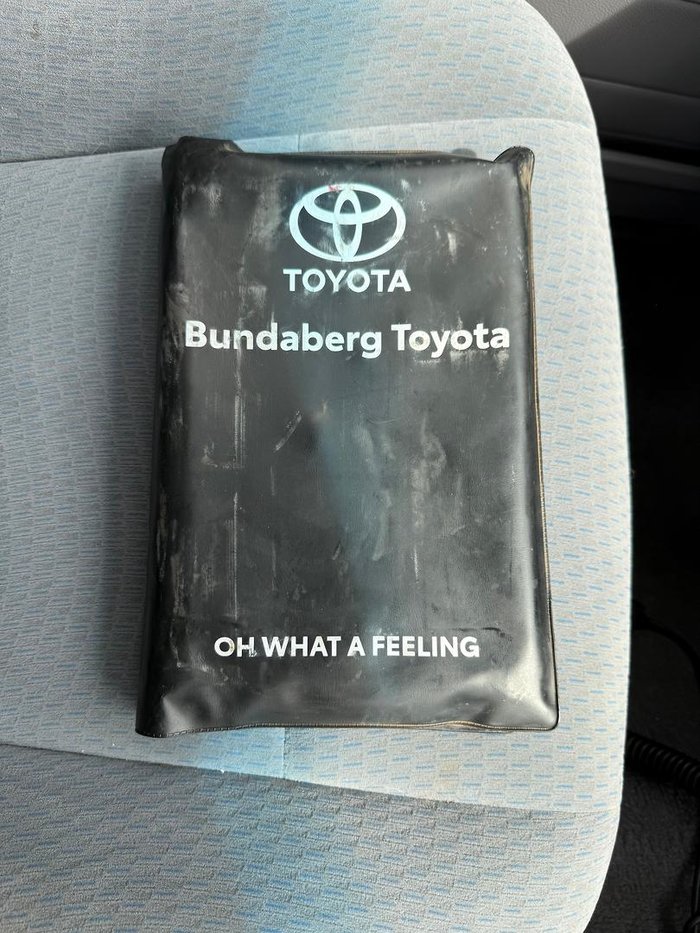 TOYOTA
Bundaberg Toyota
OH WHAT A FEELING